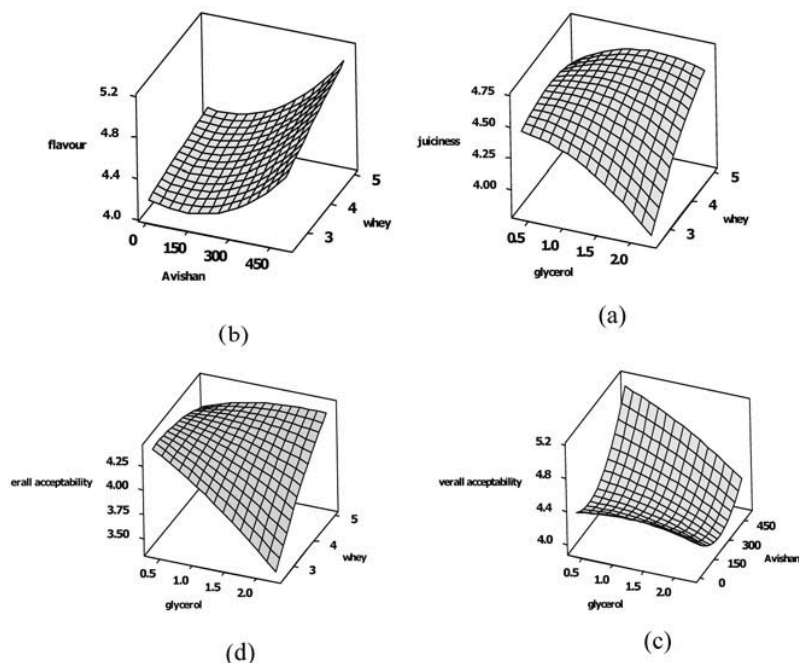 5.2
4.8
flavour
4.4
4.0
0
150
300
450
Avishan
3
4
5
whey
(b)
4.75
4.50
juiciness
4.25
4.00
0.5
1.0
1.5
2.0
glycerol
3
4
5
whey
(a)
4.25
erall acceptability
4.00
3.75
3.50
0.5
1.0
1.5
2.0
glycerol
3
4
5
whey
(d)
5.2
4.8
verall acceptability
4.4
4.0
0.5
1.0
1.5
2.0
glycerol
0
150
300
450
Avishan
(c)